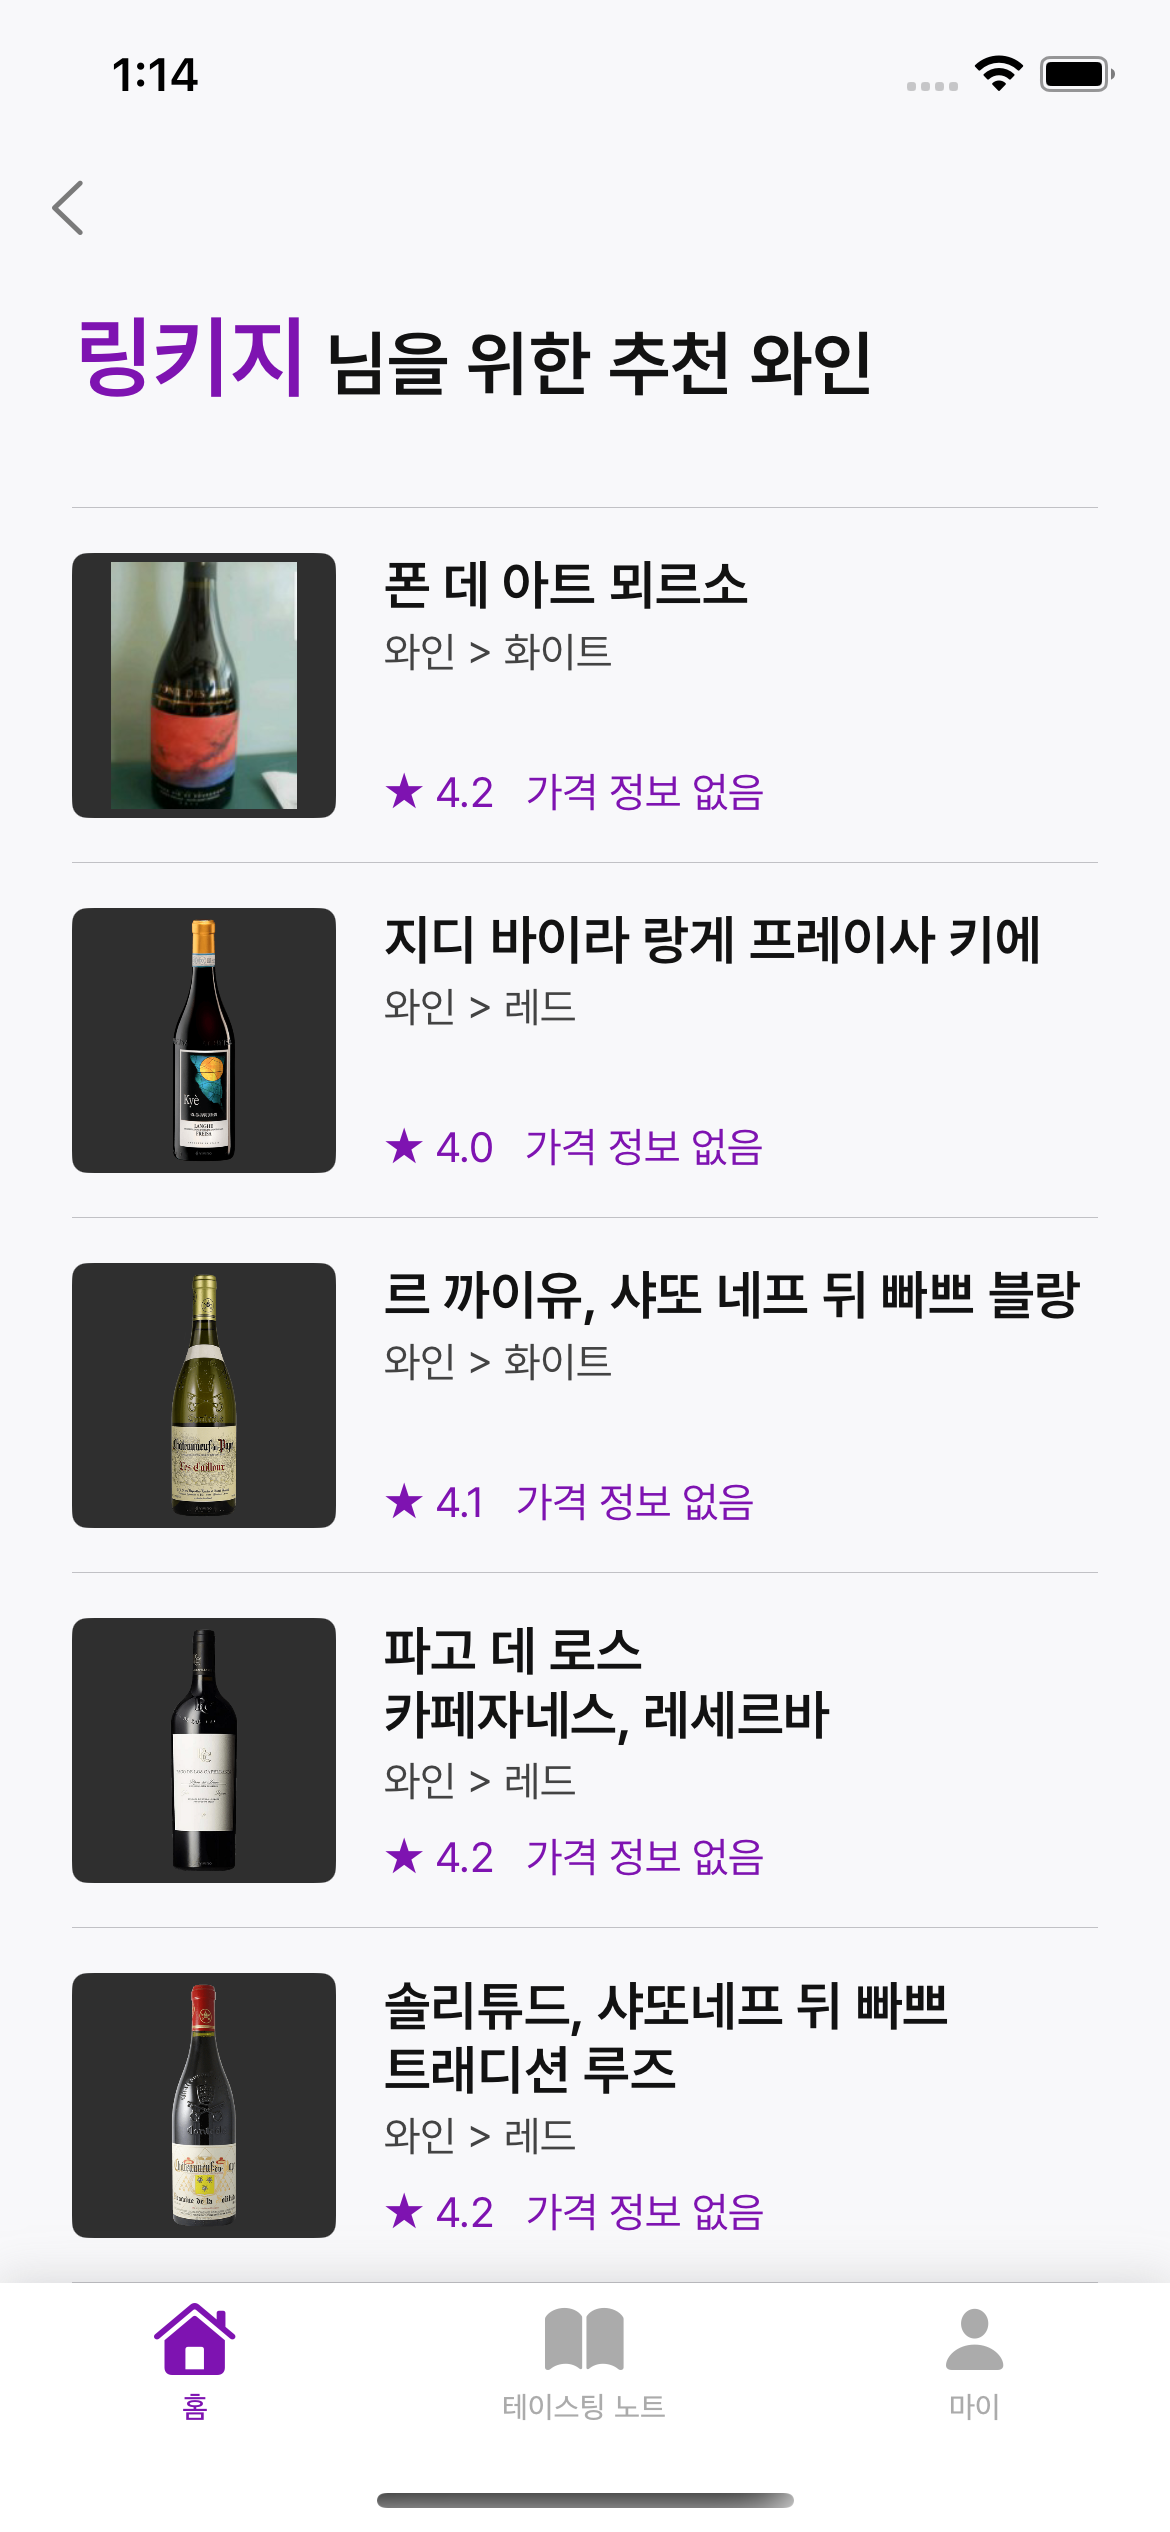 1:14
링키지 님을 위한 추천 와인
폰 데 아트 뫼르소
와인 > 화이트
★ 4.2 가격 정보 없음
지디 바이라 랑게 프레이사 키에
와인 > 레드
★ 4.0 가격 정보 없음
Kyè
LANGHE
FREISA
르 까이유, 샤또 네프 뒤 빠쁘 블랑
와인 > 화이트
★ 4.1 가격 정보 없음
Les Cailloux
파고 데 로스
카페자네스, 레세르바
와인 > 레드
★ 4.2 가격 정보 없음
솔리튜드, 샤또네프 뒤 빠쁘
트래디션 루즈
와인 > 레드
★ 4.2 가격 정보 없음
홈
테이스팅 노트
마이